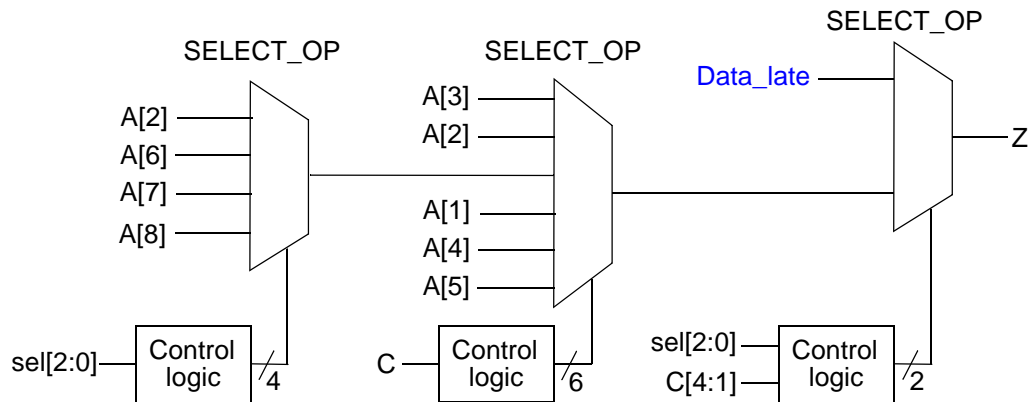 SELECT_OP
SELECT_OP
SELECT_OP
Data_late
A[3]
A[2]
A[2]
A[6]
A[7]
A[8]
Z
A[1]
A[4]
A[5]
sel[2:0]
Control
logic
4
C
Control
logic
6
sel[2:0]
C[4:1]
Control
logic
2